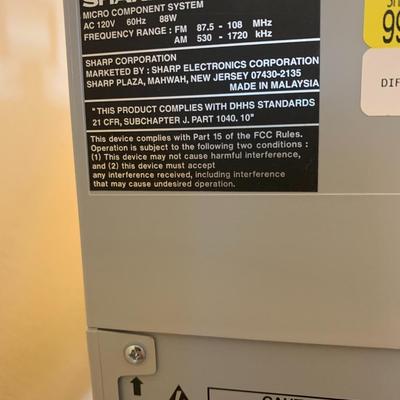 SHARP
MICRO COMPONENT SYSTEM
AC 120V 60Hz 88W
FREQUENCY RANGE : FM 87.5 - 108 MHz
AM 530 - 1720 kHz
SHARP CORPORATION
MARKETED BY : SHARP ELECTRONICS CORPORATION
SHARP PLAZA, MAHWAH, NEW JERSEY 07430-2135
MADE IN MALAYSIA
"THIS PRODUCT COMPLIES WITH DHHS STANDARDS
21 CFR, SUBCHAPTER J. PART 1040. 10"
This device complies with Part 15 of the FCC Rules.
Operation is subject to the following two conditions :
(1) This device may not cause harmful interference,
and (2) this device must accept
any interference received, including interference
that may cause undesired operation.
99
DIF